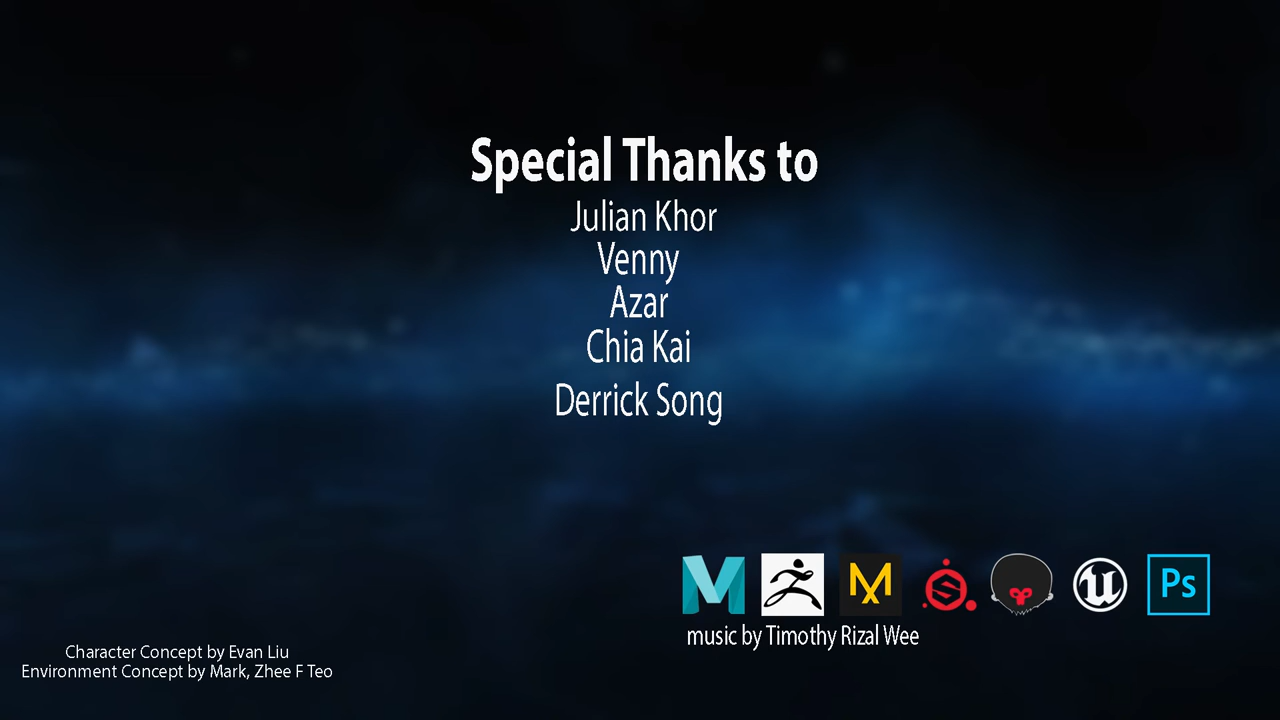 Special Thanks to
Julian Khor
Venny
Azar
Chia Kai
Derrick Song
Ps
music by Timothy Rizal Wee
Character Concept by Evan Liu
Environment Concept by Mark, Zhee F Teo